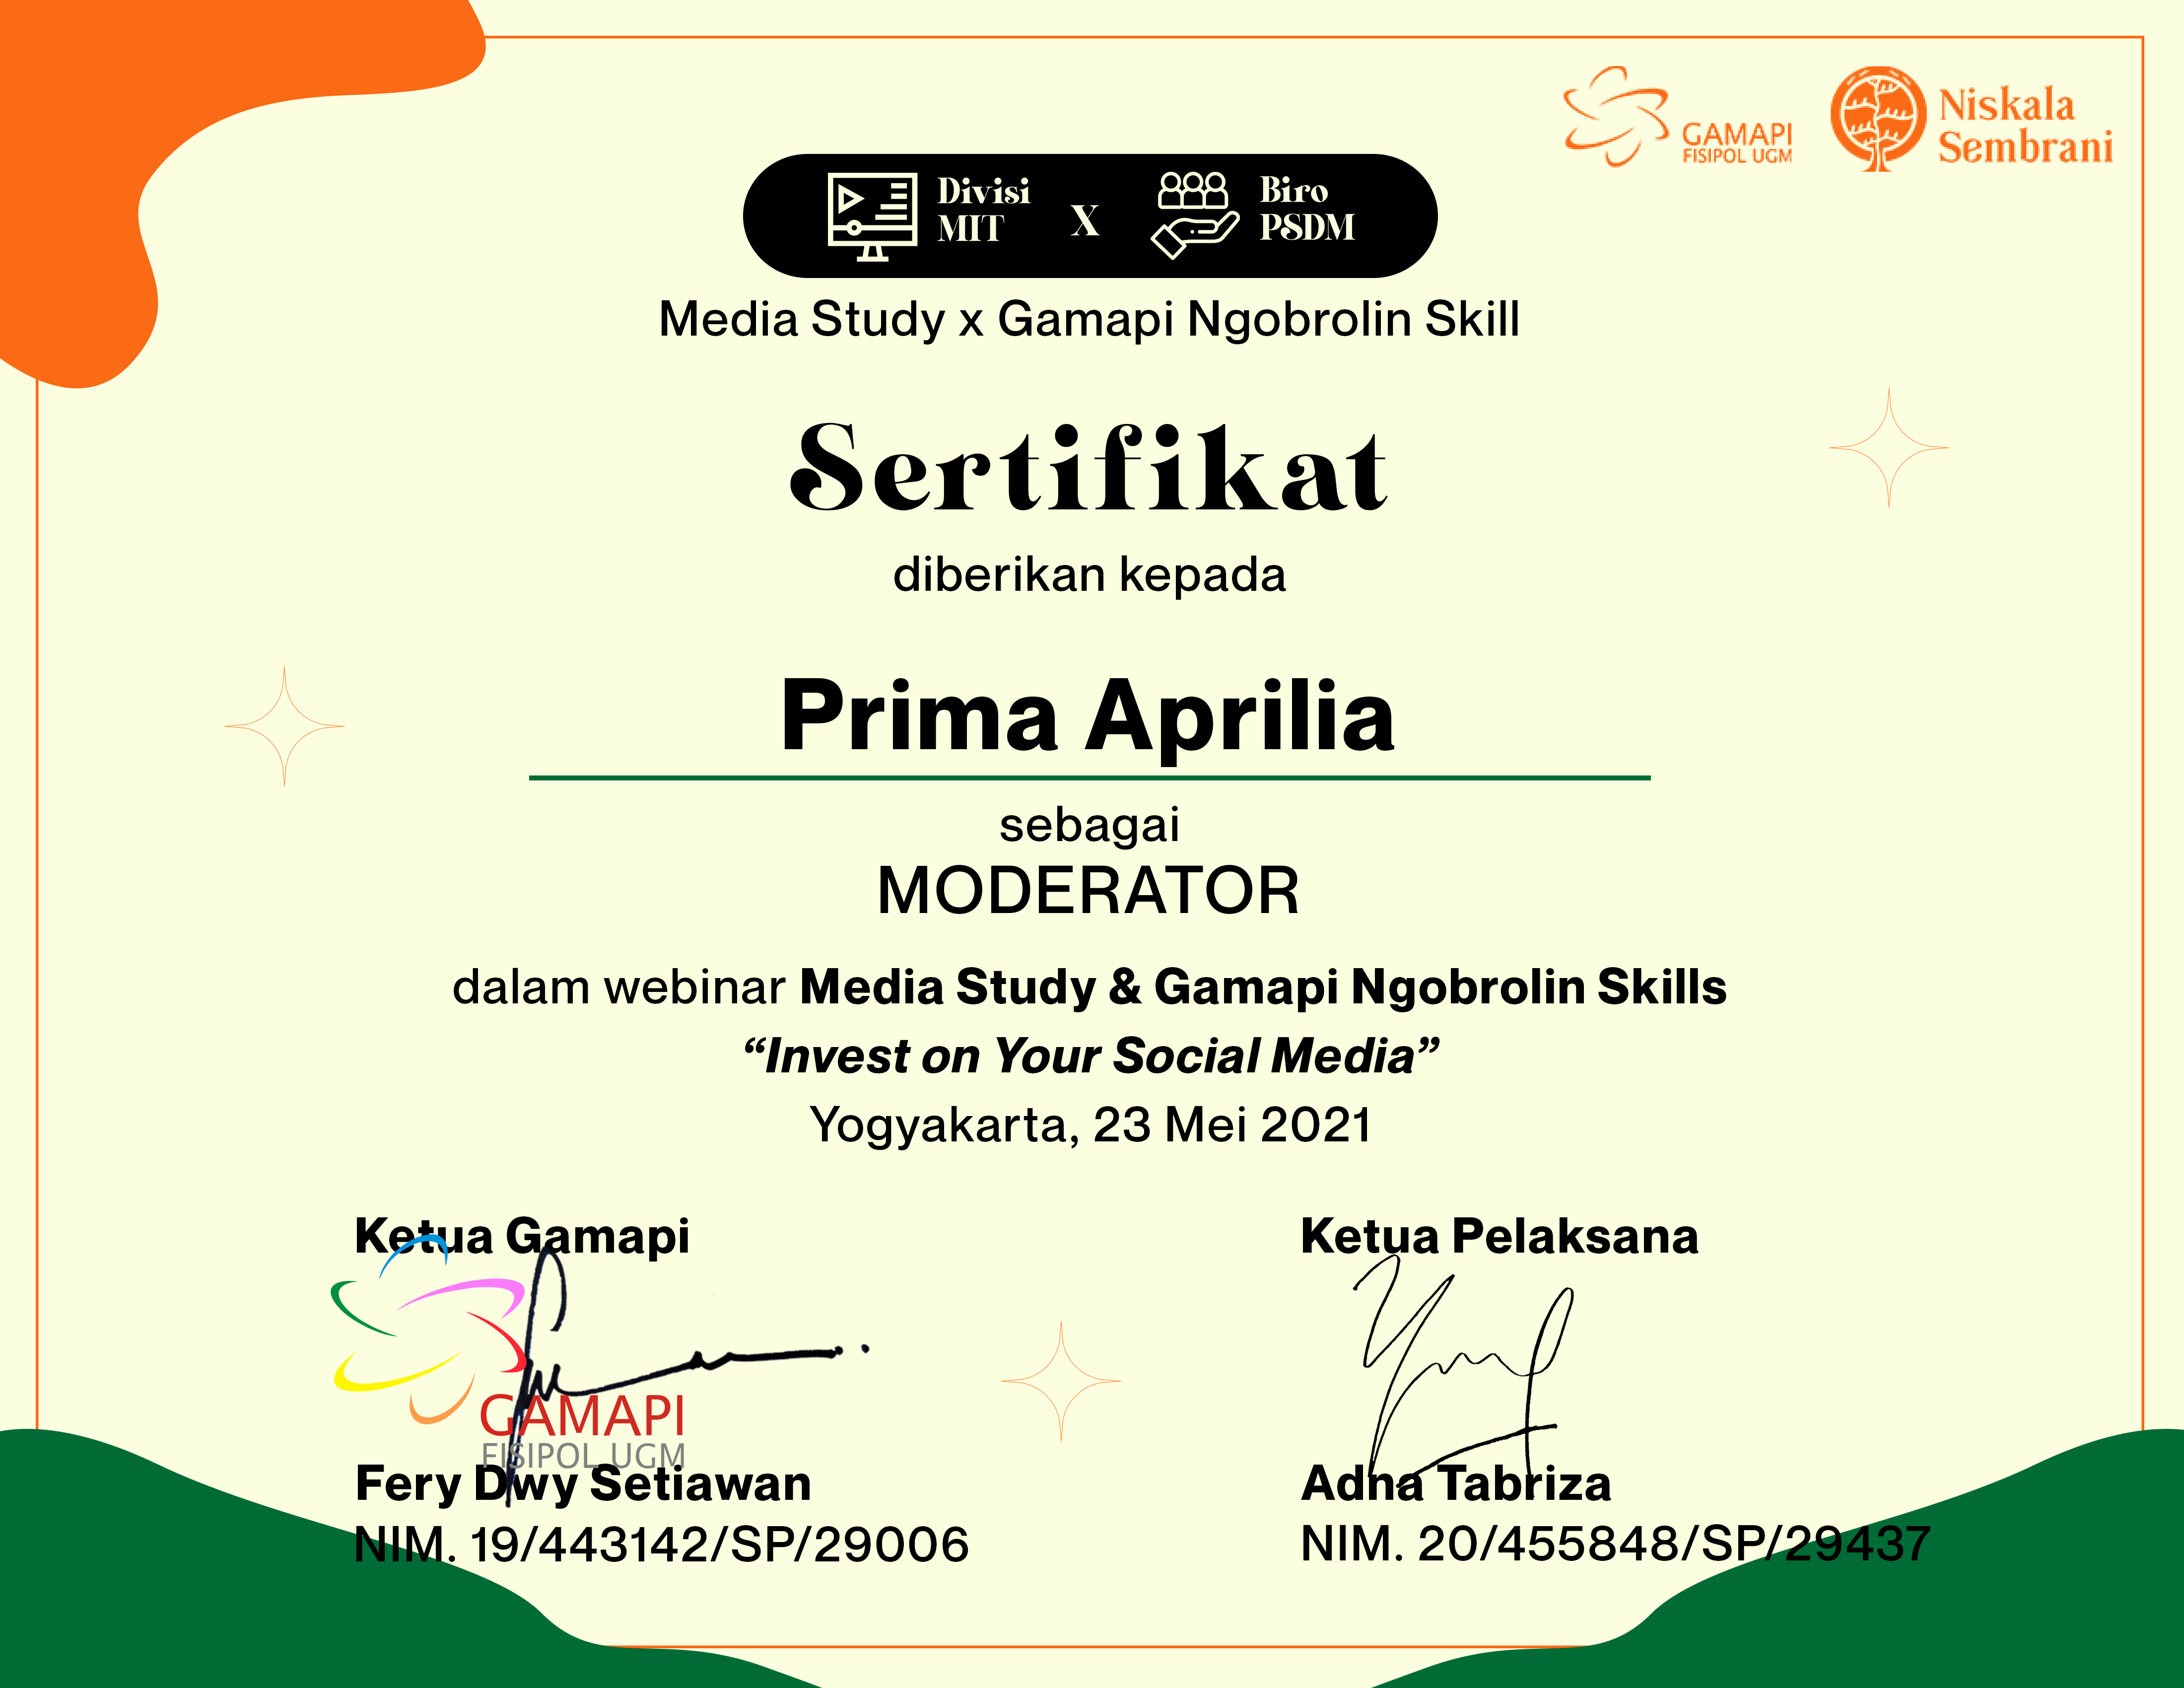 GAMAPI
FISIPOL UGM
Niskala
Sembrani
Divisi
MIT
X
Biro
PSDM
Media Study x Gamapi Ngobrolin Skill
Sertifikat
diberikan kepada
Prima Aprilia
sebagai
MODERATOR
dalam webinar Media Study & Gamapi Ngobrolin Skills
“Invest on Your Social Media”
Yogyakarta, 23 Mei 2021
Ketua Gamapi
GAMAPI
FISIPOL UGM
Fery Dwy Setiawan
NIM. 19/443142/SP/29006
Ketua Pelaksana
Adna Tabriza
NIM. 20/455848/SP/29437